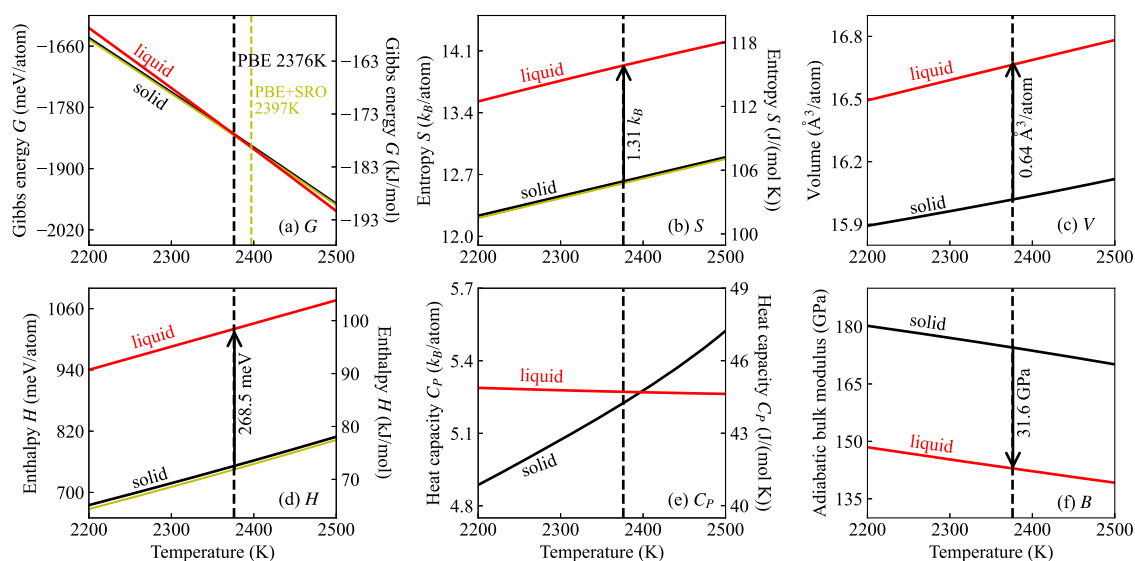 Gibbs energy G (meV/atom)
−1660
−1780
−1900
−2020
liquid
solid
PBE 2376K
PBE+SRO
2397K
(a) G
2200
2300
2400
2500
−163
−173
−183
−193
Gibbs energy G (kJ/mol)
Entropy S (kB/atom)
14.1
13.4
12.7
12.0
liquid
solid
1.31 kB
(b) S
2200
2300
2400
2500
118
112
106
100
Entropy S (J/(mol K))
Volume (Å³/atom)
16.8
16.5
16.2
15.9
liquid
solid
0.64 Å³/atom
(c) V
2200
2300
2400
2500
Enthalpy H (meV/atom)
1060
940
820
700
liquid
solid
268.5 meV
(d) H
2200
2300
2400
2500
Temperature (K)
100
90
80
70
Enthalpy H (kJ/mol)
Heat capacity CP (kB/atom)
5.7
5.4
5.1
4.8
liquid
solid
(e) CP
2200
2300
2400
2500
Temperature (K)
49
46
43
40
Heat capacity CP (J/(mol K))
Adiabatic bulk modulus (GPa)
180
165
150
135
solid
liquid
31.6 GPa
(f) B
2200
2300
2400
2500
Temperature (K)